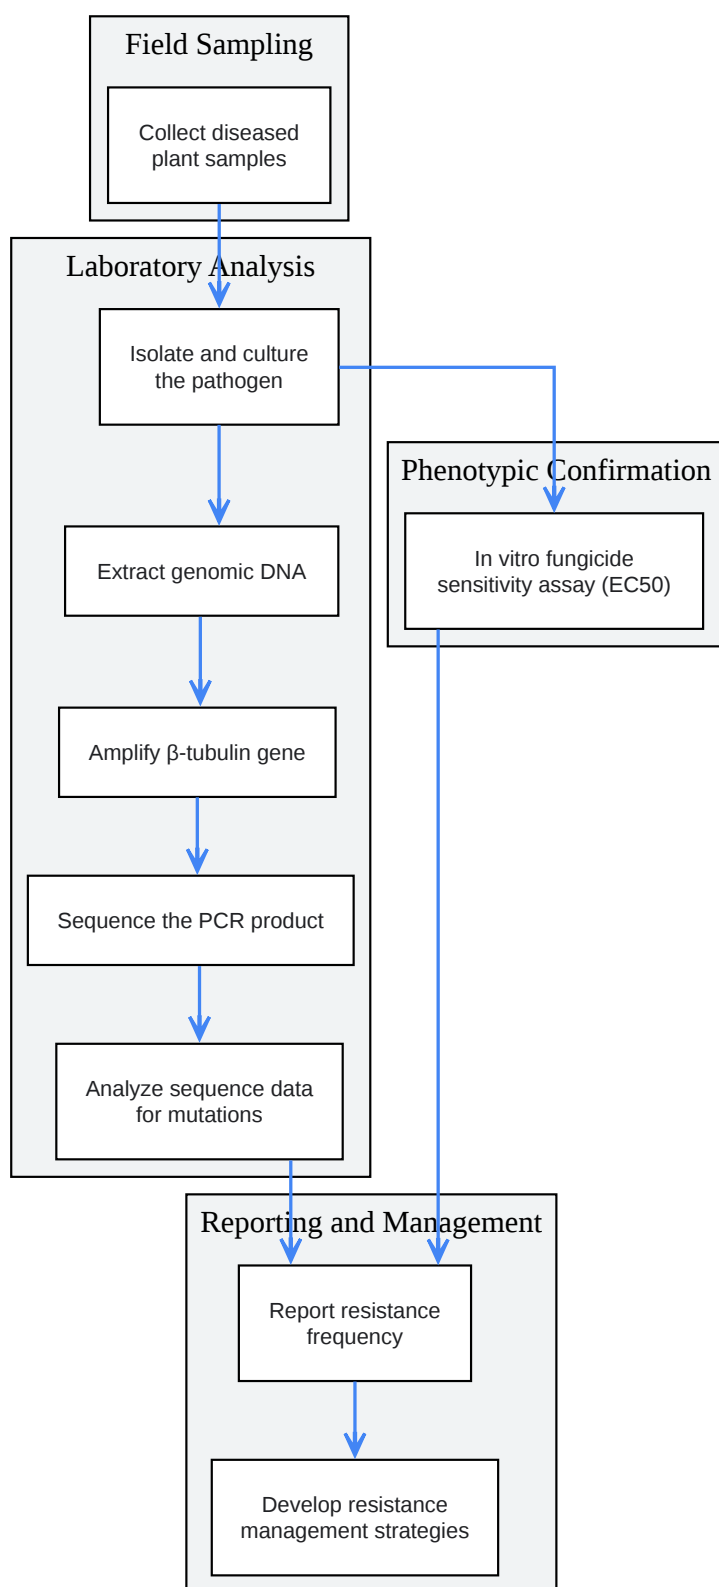 Field Sampling
Collect diseased
plant samples
Laboratory Analysis
Isolate and culture
the pathogen
Phenotypic Confirmation
In vitro fungicide
sensitivity assay (EC50)
Extract genomic DNA
Amplify β-tubulin gene
Sequence the PCR product
Analyze sequence data
for mutations
Reporting and Management
Report resistance
frequency
Develop resistance
management strategies